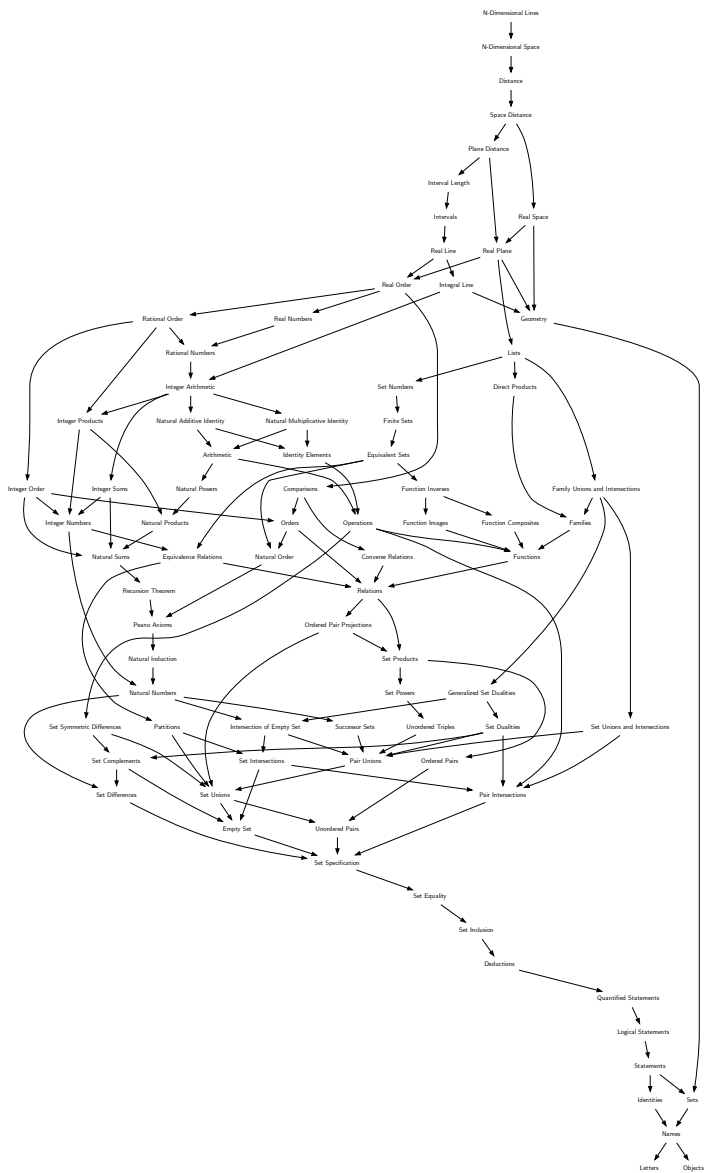 N-Dimensional Lines
N-Dimensional Space
Distance
Space Distance
Plane Distance
Interval Length
Intervals
Real Space
Real Line
Real Plane
Real Order
Integral Line
Rational Order
Real Numbers
Geometry
Rational Numbers
Lists
Integer Arithmetic
Set Numbers
Direct Products
Integer Products
Natural Additive Identity
Natural Multiplicative Identity
Finite Sets
Arithmetic
Identity Elements
Equivalent Sets
Integer Order
Integer Sums
Natural Powers
Comparisons
Function Inverses
Family Unions and Intersections
Integer Numbers
Natural Products
Orders
Operations
Function Images
Function Composites
Families
Natural Sums
Equivalence Relations
Natural Order
Converse Relations
Functions
Recursion Theorem
Relations
Peano Axioms
Ordered Pair Projections
Natural Induction
Set Products
Natural Numbers
Set Powers
Generalized Set Dualities
Set Symmetric Differences
Partitions
Intersection of Empty Set
Successor Sets
Unordered Triples
Set Dualities
Set Unions and Intersections
Set Complements
Set Intersections
Pair Unions
Ordered Pairs
Set Differences
Set Unions
Pair Intersections
Empty Set
Unordered Pairs
Set Specification
Set Equality
Set Inclusion
Deductions
Quantified Statements
Logical Statements
Statements
Identities
Sets
Names
Letters
Objects